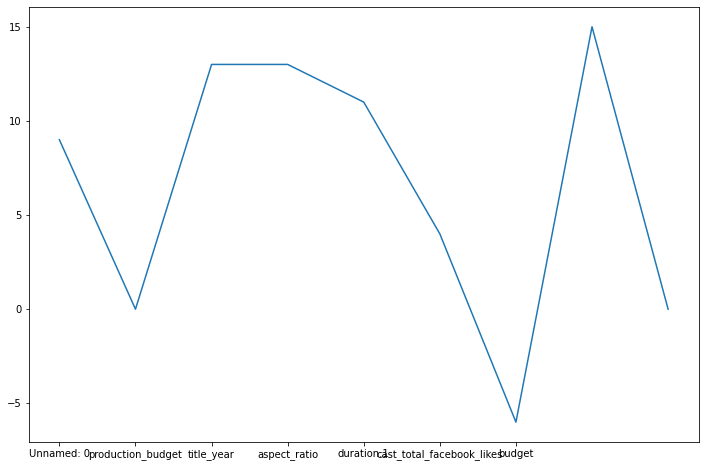 15
10
5
0
−5
Unnamed: 0
production_budget
title_year
aspect_ratio
duration.1
cast_total_facebook_likes
budget